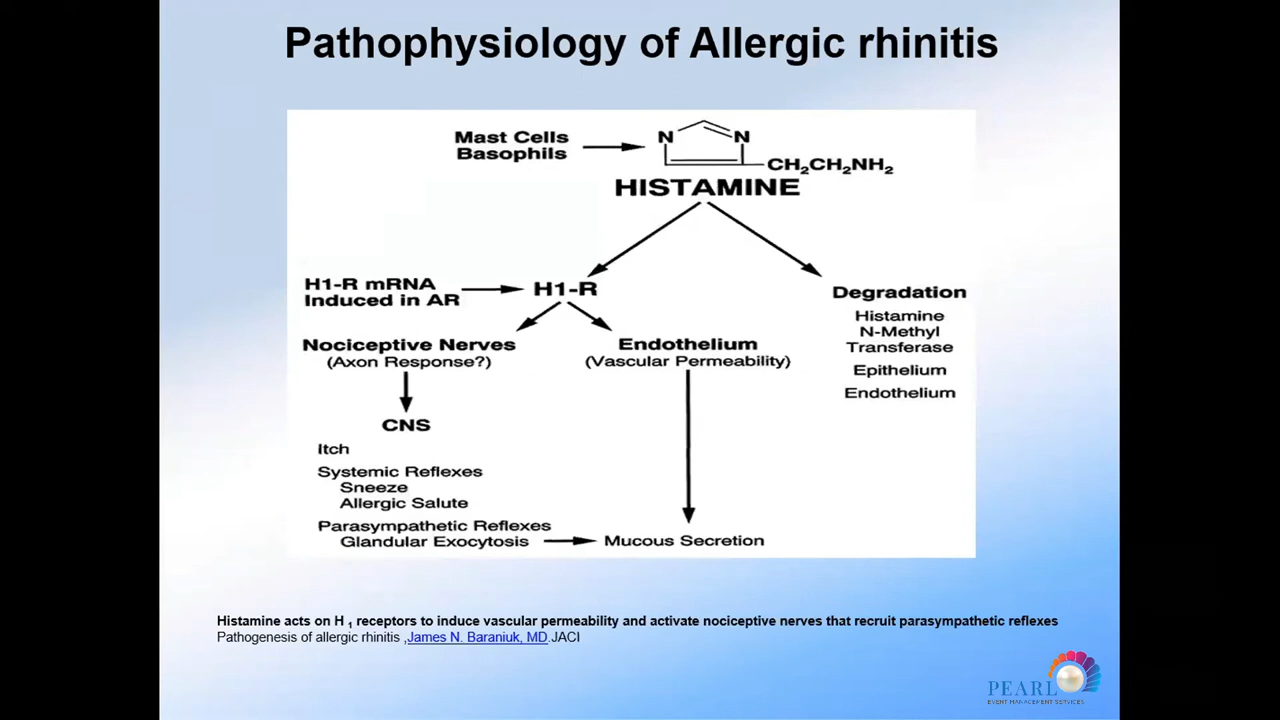 Pathophysiology of Allergic rhinitis
Mast Cells
Basophils
N
N
CH₂CH₂NH₂
HISTAMINE
H1-R mRNA
Induced in AR
H1-R
Degradation
Histamine
N-Methyl
Transferase
Epithelium
Endothelium
Nociceptive Nerves
(Axon Response?)
Endothelium
(Vascular Permeability)
CNS
Itch
Systemic Reflexes
Sneeze
Allergic Salute
Parasympathetic Reflexes
Glandular Exocytosis
Mucous Secretion
Histamine acts on H ₁ receptors to induce vascular permeability and activate nociceptive nerves that recruit parasympathetic reflexes
Pathogenesis of allergic rhinitis ,James N. Baraniuk, MD.JACI
PEARL
EVENT MANAGEMENT SERVICES